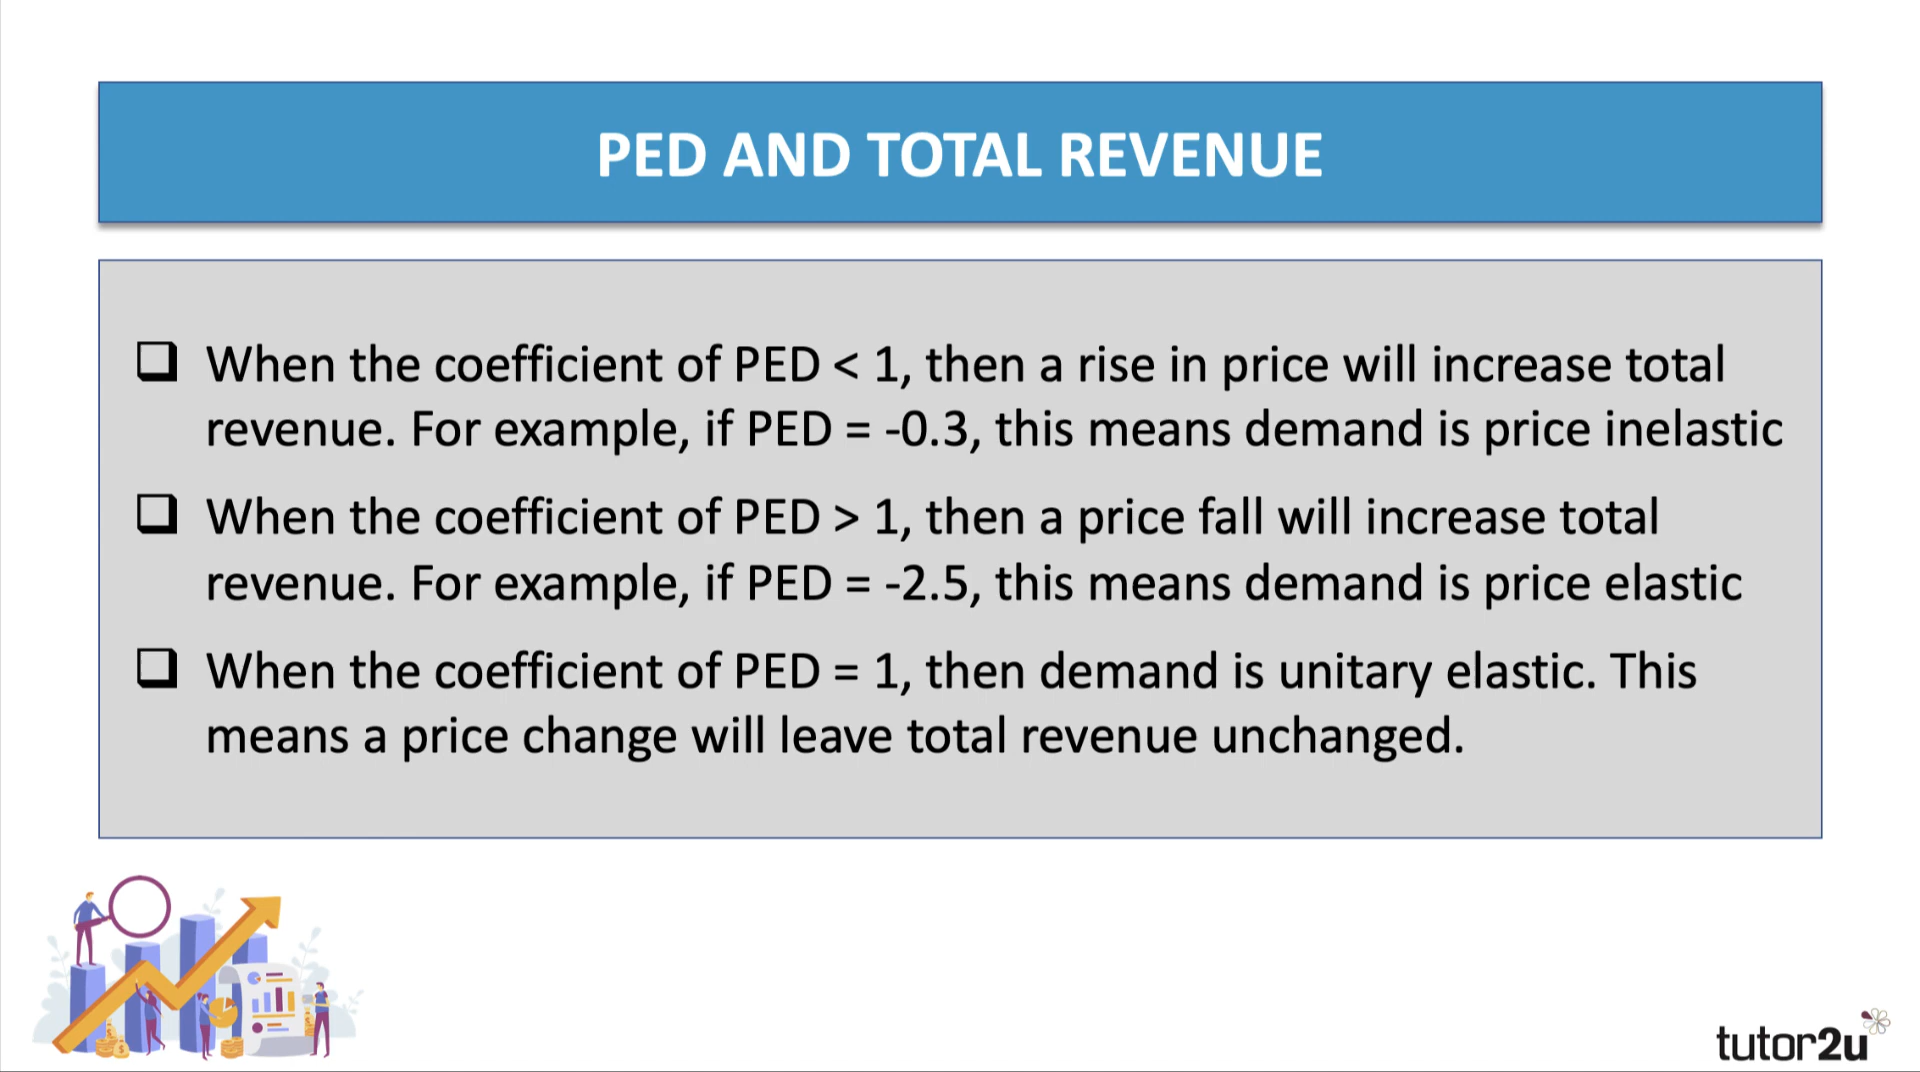 PED AND TOTAL REVENUE
When the coefficient of PED < 1, then a rise in price will increase total
revenue. For example, if PED = -0.3, this means demand is price inelastic
When the coefficient of PED > 1, then a price fall will increase total
revenue. For example, if PED = -2.5, this means demand is price elastic
When the coefficient of PED = 1, then demand is unitary elastic. This
means a price change will leave total revenue unchanged.
tutor2u